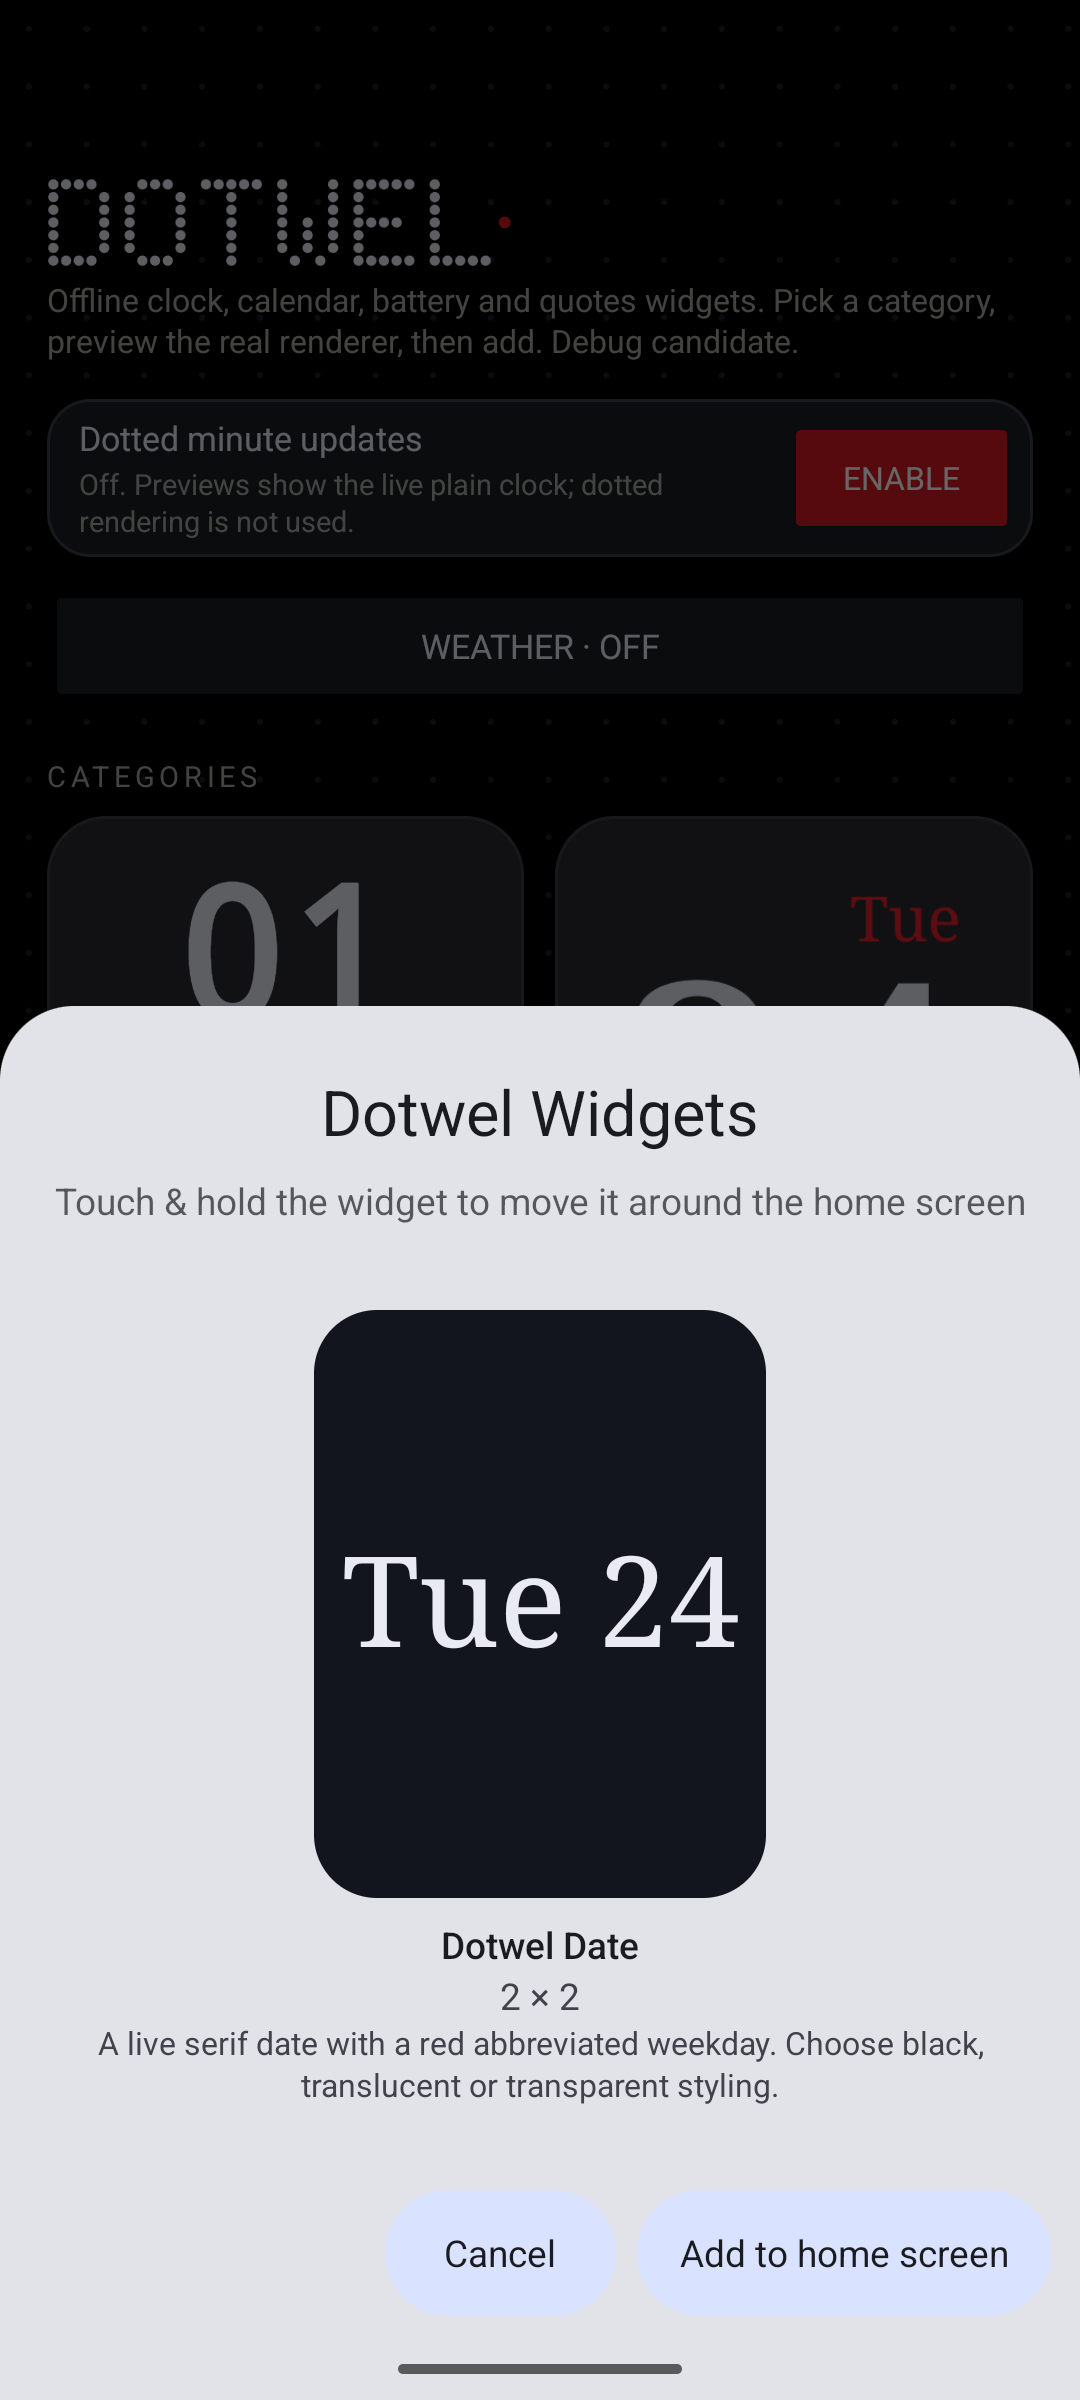 DOTWEL
Offline clock, calendar, battery and quotes widgets. Pick a category,
preview the real renderer, then add. Debug candidate.
Dotted minute updates
Off. Previews show the live plain clock; dotted
rendering is not used.
ENABLE
WEATHER · OFF
CATEGORIES
01
Tue
Dotwel Widgets
Touch & hold the widget to move it around the home screen
Tue 24
Dotwel Date
2 × 2
A live serif date with a red abbreviated weekday. Choose black,
translucent or transparent styling.
Cancel
Add to home screen